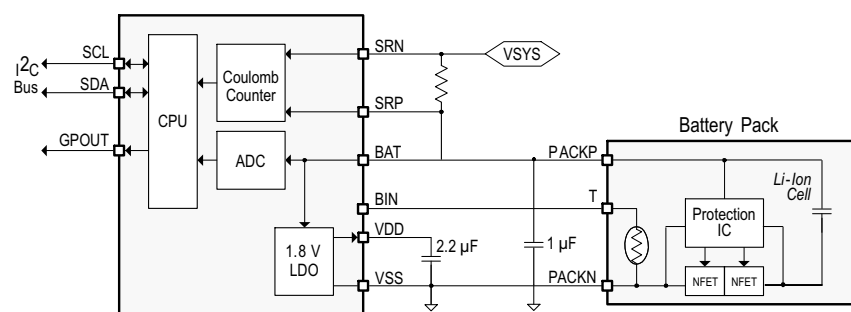 SCL
I2C
Bus
SDA
GPOUT
CPU
Coulomb
Counter
ADC
1.8 V
LDO
SRN
SRP
BAT
BIN
VDD
VSS
VSYS
2.2 µF
1 µF
Battery Pack
PACKP
T
PACKN
Li-Ion
Cell
Protection
IC
NFET
NFET